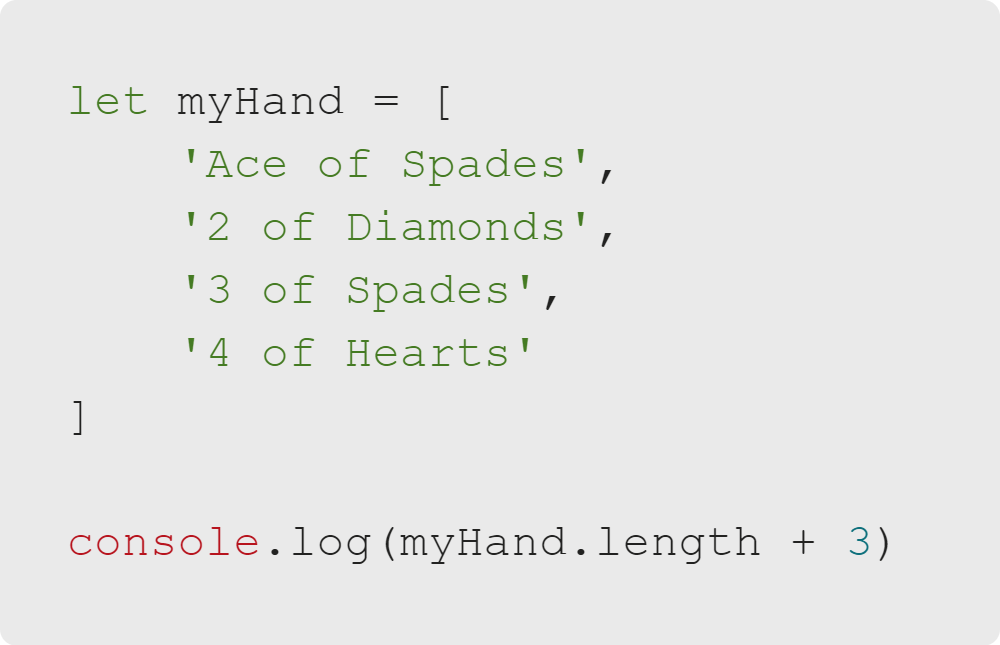 let myHand = [
    'Ace of Spades',
    '2 of Diamonds',
    '3 of Spades',
    '4 of Hearts'
]

console.log(myHand.length + 3)